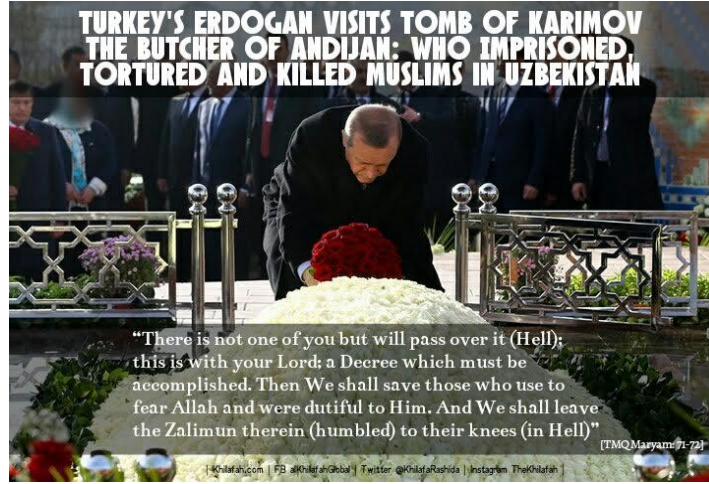 TURKEY'S ERDOGAN VISITS TOMB OF KARIMOV
THE BUTCHER OF ANDIJAN: WHO IMPRISONED,
TORTURED AND KILLED MUSLIMS IN UZBEKISTAN
“There is not one of you but will pass over it (Hell);
this is with your Lord; a Decree which must be
accomplished. Then We shall save those who use to
fear Allah and were dutiful to Him. And We shall leave
the Zalimun therein (humbled) to their knees (in Hell)”
[TMQ Maryam: 71-72]
| Khilafah.com | FB alKhilafahGlobal | Twitter @KhilafaRashida | Instagram TheKhilafah |